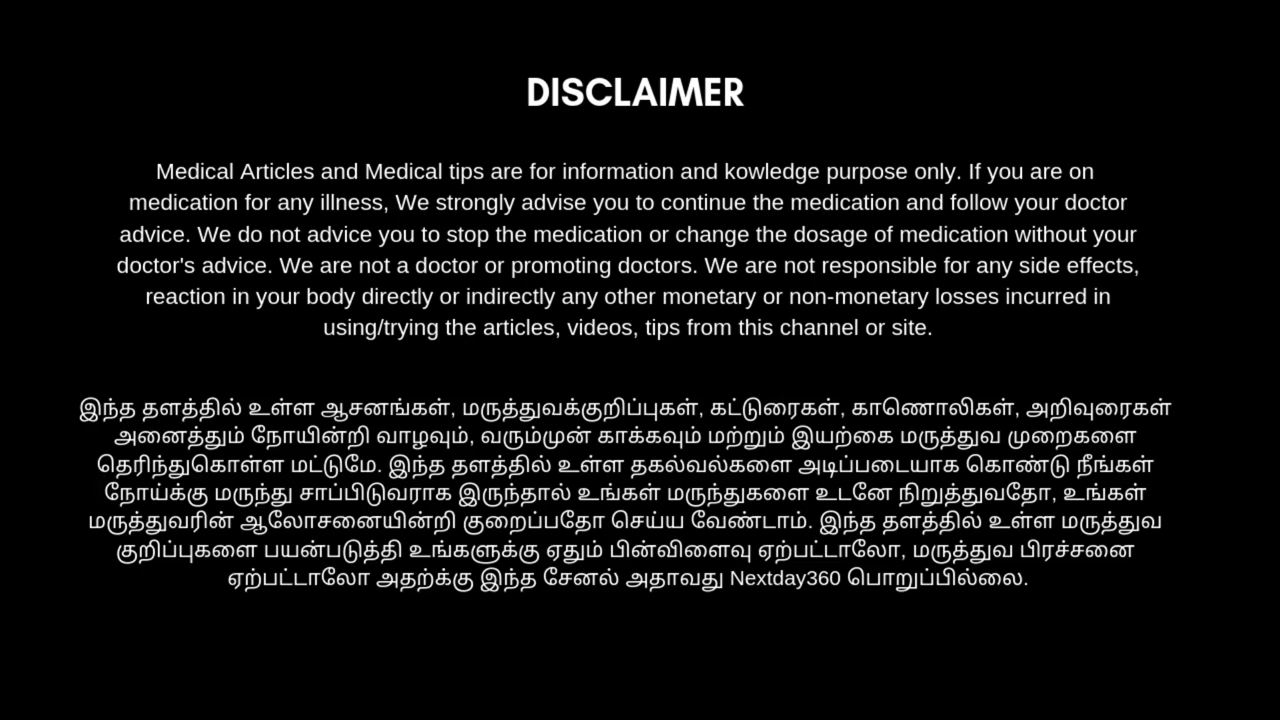 DISCLAIMER
Medical Articles and Medical tips are for information and kowledge purpose only. If you are on
medication for any illness, We strongly advise you to continue the medication and follow your doctor
advice. We do not advice you to stop the medication or change the dosage of medication without your
doctor's advice. We are not a doctor or promoting doctors. We are not responsible for any side effects,
reaction in your body directly or indirectly any other monetary or non-monetary losses incurred in
using/trying the articles, videos, tips from this channel or site.
இந்த தளத்தில் உள்ள ஆசனங்கள், மருத்துவக்குறிப்புகள், கட்டுரைகள், காணொலிகள், அறிவுரைகள்
அனைத்தும் நோயின்றி வாழவும், வரும்முன் காக்கவும் மற்றும் இயற்கை மருத்துவ முறைகளை
தெரிந்துகொள்ள மட்டுமே. இந்த தளத்தில் உள்ள தகல்வல்களை அடிப்படையாக கொண்டு நீங்கள்
நோய்க்கு மருந்து சாப்பிடுவராக இருந்தால் உங்கள் மருந்துகளை உடனே நிறுத்துவதோ, உங்கள்
மருத்துவரின் ஆலோசனையின்றி குறைப்பதோ செய்ய வேண்டாம். இந்த தளத்தில் உள்ள மருத்துவ
குறிப்புகளை பயன்படுத்தி உங்களுக்கு ஏதும் பின்விளைவு ஏற்பட்டாலோ, மருத்துவ பிரச்சனை
ஏற்பட்டாலோ அதற்க்கு இந்த சேனல் அதாவது Nextday360 பொறுப்பில்லை.